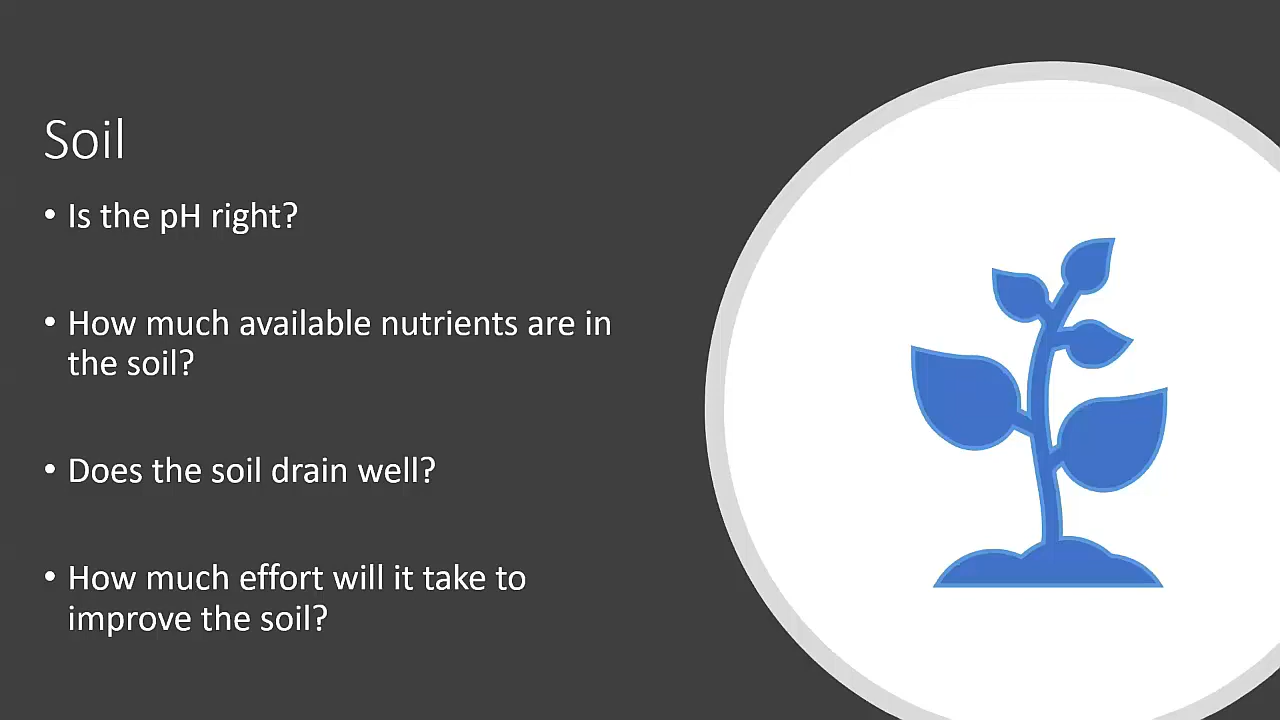 Soil
• Is the pH right?
• How much available nutrients are in
the soil?
• Does the soil drain well?
• How much effort will it take to
improve the soil?